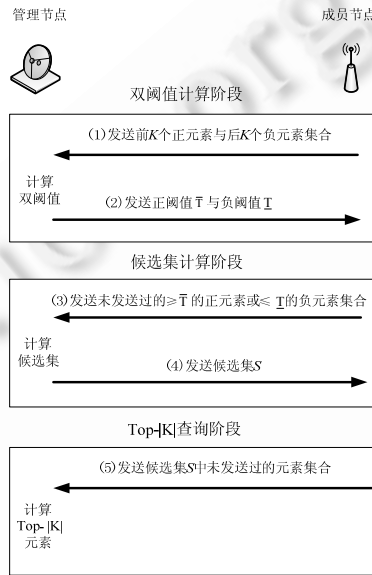 管理节点
成员节点
双阈值计算阶段
(1)发送前K个正元素与后K个负元素集合
计算
双阈值
(2)发送正阈值 T̅ 与负阈值 T̲
候选集计算阶段
(3)发送未发送过的≥T̅ 的正元素或≤ T̲的负元素集合
计算
候选集
(4)发送候选集S
Top-|K|查询阶段
(5)发送候选集S中未发送过的元素集合
计算
Top-|K|
元素